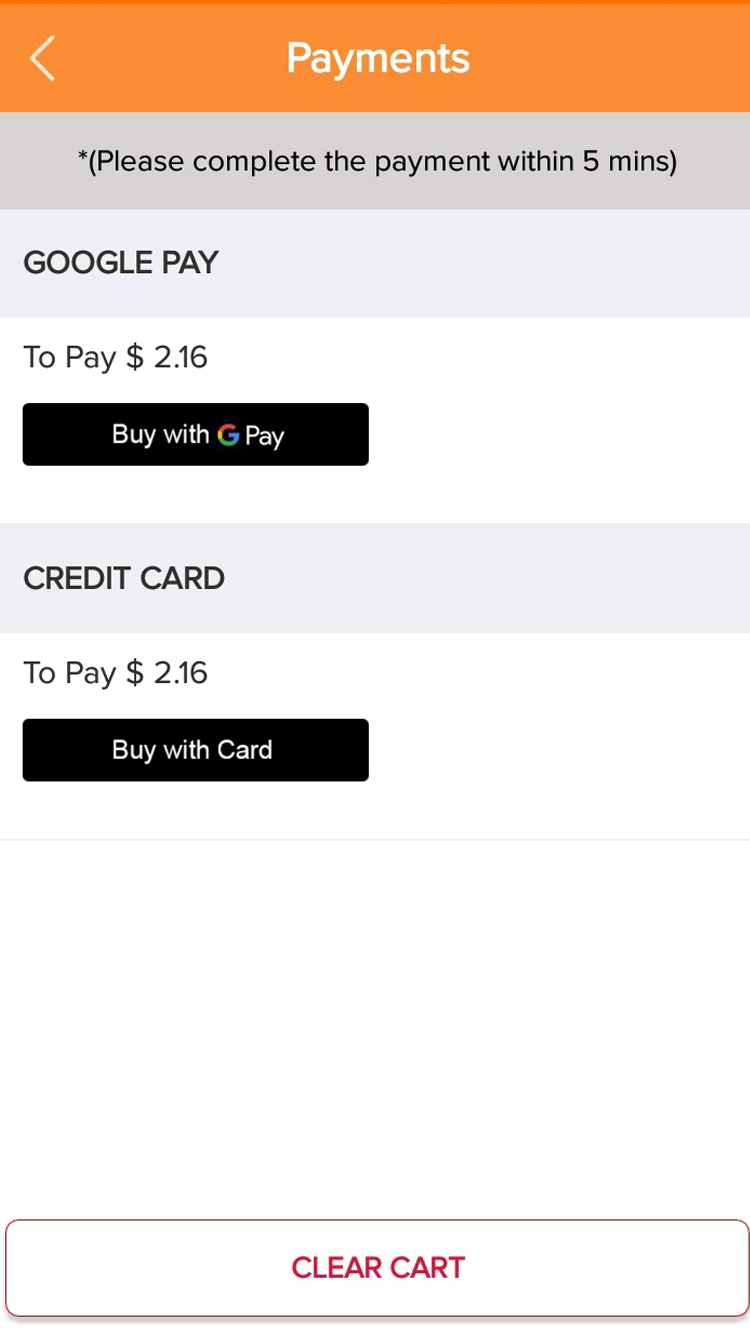 Payments
*(Please complete the payment within 5 mins)
GOOGLE PAY
To Pay $ 2.16
Buy with G Pay
CREDIT CARD
To Pay $ 2.16
Buy with Card
CLEAR CART